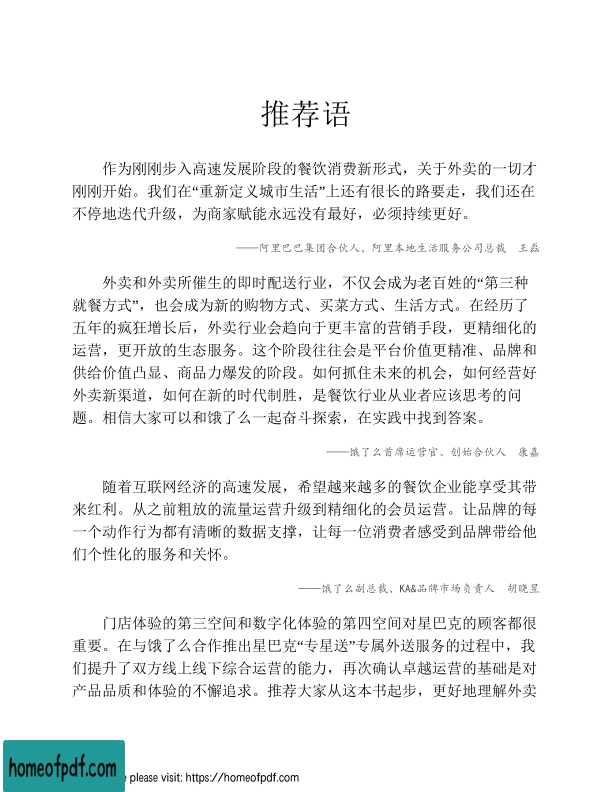 推荐语
作为刚刚步入高速发展阶段的餐饮消费新形式，关于外卖的一切才
刚刚开始。我们在“重新定义城市生活”上还有很长的路要走，我们还在
不停地迭代升级，为商家赋能永远没有最好，必须持续更好。
——阿里巴巴集团合伙人、阿里本地生活服务公司总裁　王磊
外卖和外卖所催生的即时配送行业，不仅会成为老百姓的“第三种
就餐方式”，也会成为新的购物方式、买菜方式、生活方式。在经历了
五年的疯狂增长后，外卖行业会趋向于更丰富的营销手段，更精细化的
运营，更开放的生态服务。这个阶段往往会是平台价值更精准、品牌和
供给价值凸显、商品力爆发的阶段。如何抓住未来的机会，如何经营好
外卖新渠道，如何在新的时代制胜，是餐饮行业从业者应该思考的问
题。相信大家可以和饿了么一起奋斗探索，在实践中找到答案。
——饿了么首席运营官、创始合伙人　康嘉
随着互联网经济的高速发展，希望越来越多的餐饮企业能享受其带
来红利。从之前粗放的流量运营升级到精细化的会员运营。让品牌的每
一个动作行为都有清晰的数据支撑，让每一位消费者感受到品牌带给他
们个性化的服务和关怀。
——饿了么副总裁、KA&品牌市场负责人　胡晓昱
门店体验的第三空间和数字化体验的第四空间对星巴克的顾客都很
重要。在与饿了么合作推出星巴克“专星送”专属外送服务的过程中，我
们提升了双方线上线下综合运营的能力，再次确认卓越运营的基础是对
产品品质和体验的不懈追求。推荐大家从这本书起步，更好地理解外卖
homeofpdf.com
e please visit: https://homeofpdf.com